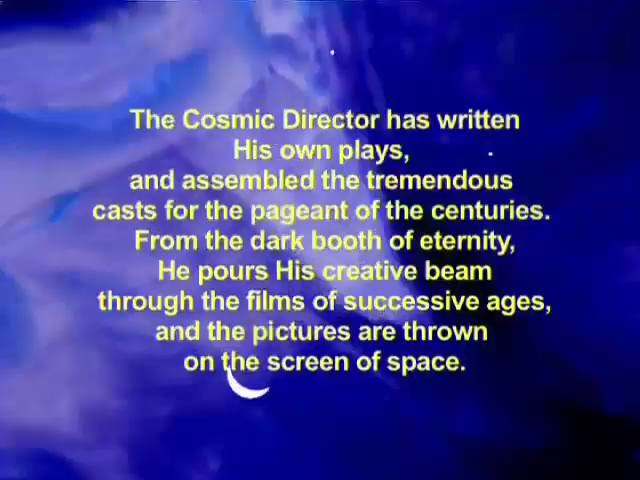 The Cosmic Director has written
His own plays,
and assembled the tremendous
casts for the pageant of the centuries.
From the dark booth of eternity,
He pours His creative beam
through the films of successive ages,
and the pictures are thrown
on the screen of space.